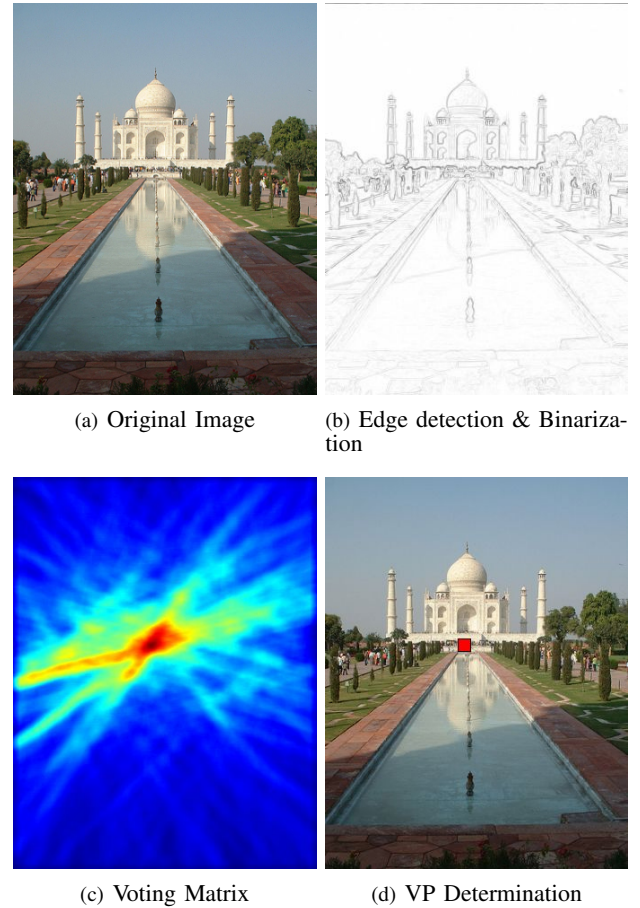 (a) Original Image
(b) Edge detection & Binariza-
tion
(c) Voting Matrix
(d) VP Determination